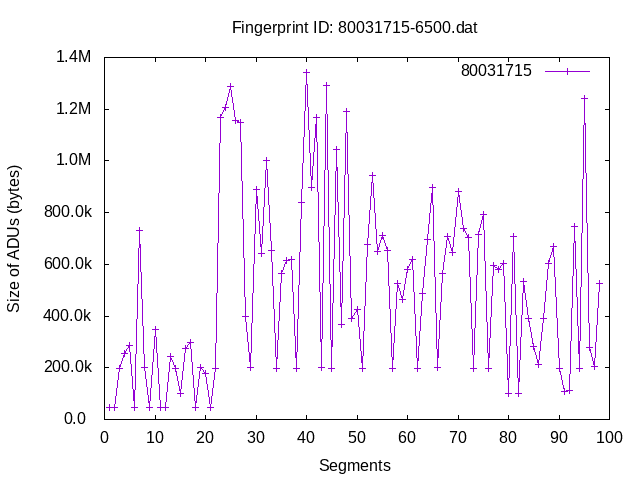 Fingerprint ID: 80031715-6500.dat
80031715
Size of ADUs (bytes)
1.4M
1.2M
1.0M
800.0k
600.0k
400.0k
200.0k
0.0
0 10 20 30 40 50 60 70 80 90 100
Segments